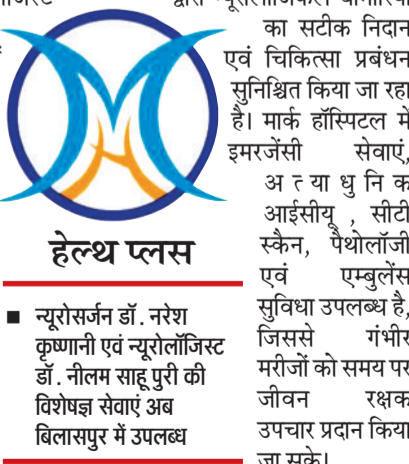 का सटीक निदान
एवं चिकित्सा प्रबंधन
सुनिश्चित किया जा रहा
है। मार्क हॉस्पिटल में
इमरजेंसी सेवाएं,
अत्याधुनिक
आईसीयू , सीटी
स्कैन, पैथोलॉजी
एवं एम्बुलेंस
सुविधा उपलब्ध है,
जिससे गंभीर
मरीजों को समय पर
जीवन रक्षक
उपचार प्रदान किया
जा सके।
हेल्थ प्लस
■ न्यूरोसर्जन डॉ. नरेश
कृष्णानी एवं न्यूरोलॉजिस्ट
डॉ. नीलम साहू पुरी की
विशेषज्ञ सेवाएं अब
बिलासपुर में उपलब्ध